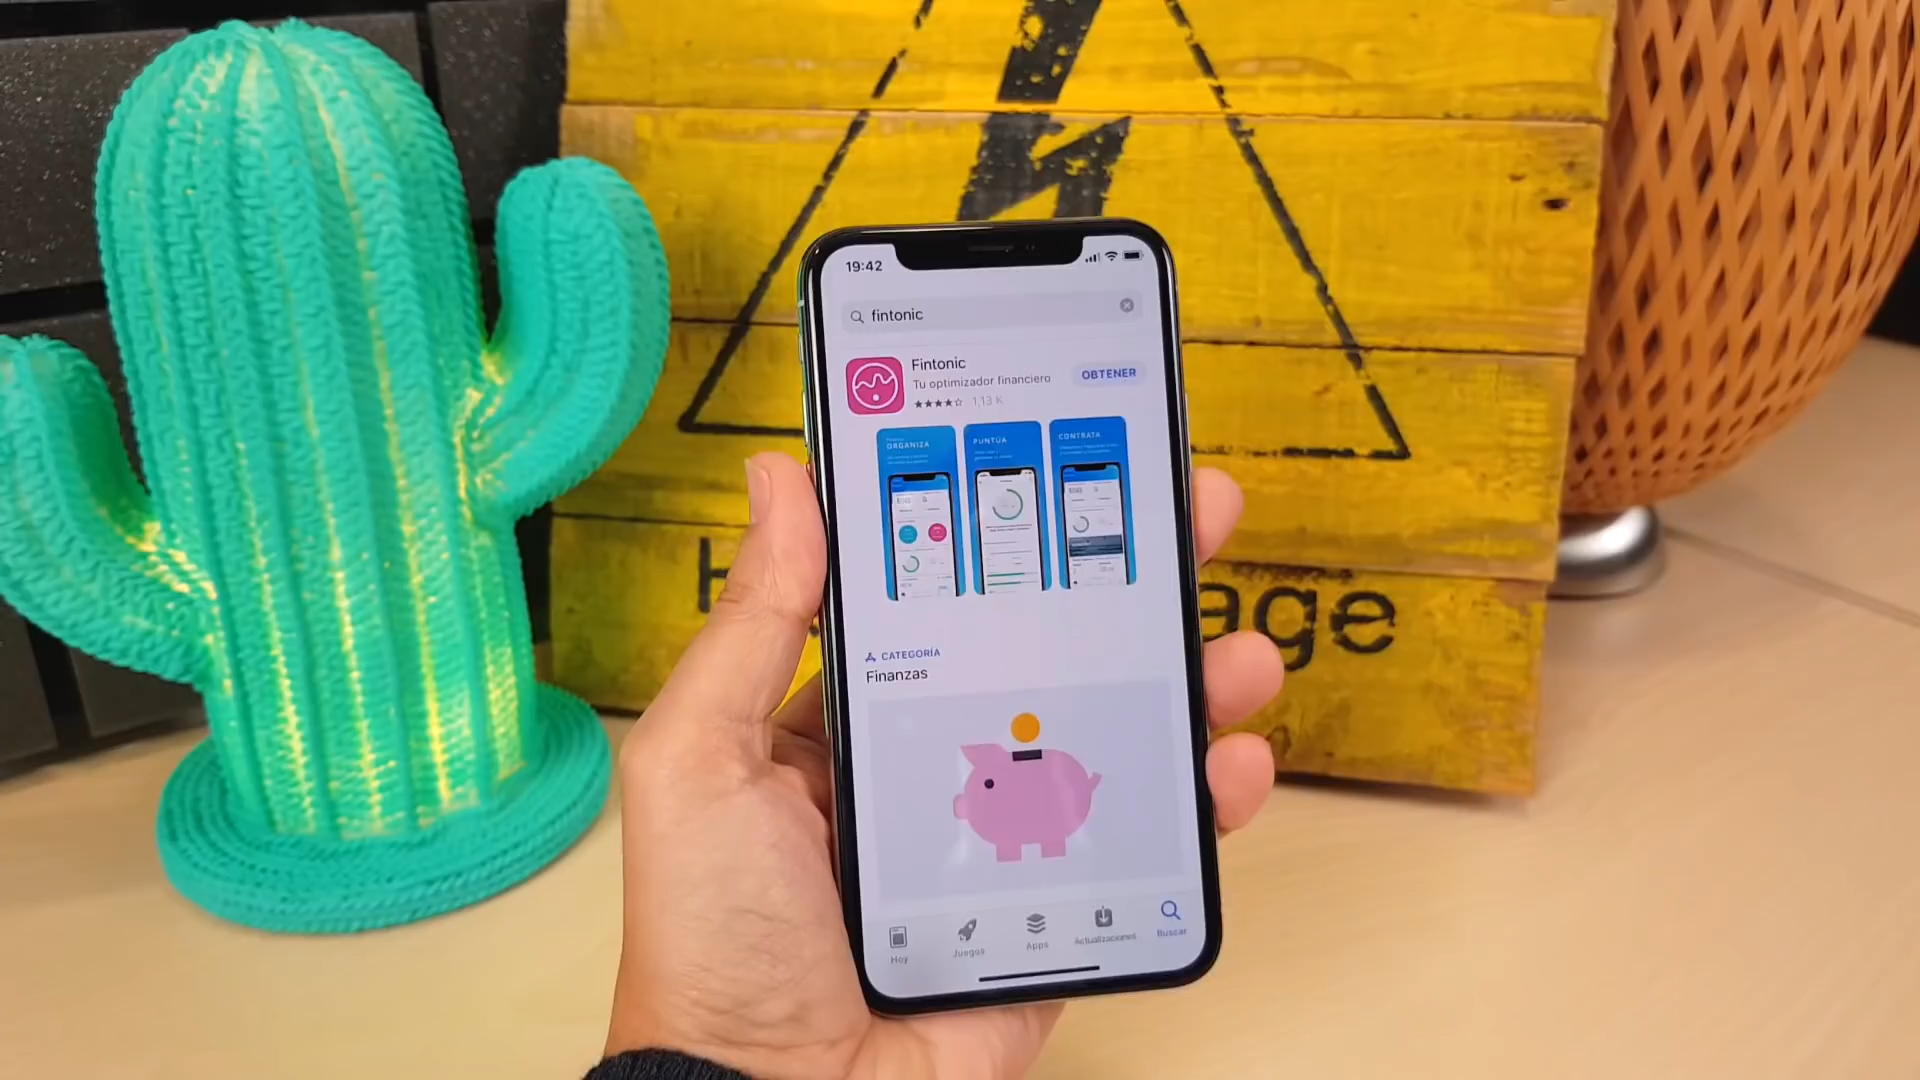 19:42
fintonic
Fintonic
Tu optimizador financiero
OBTENER
★★★★☆ 1,13 K
ORGANIZA
PUNTÚA
CONTRATA
H
age
CATEGORÍA
Finanzas
Hoy
Juegos
Apps
Actualizaciones
Buscar